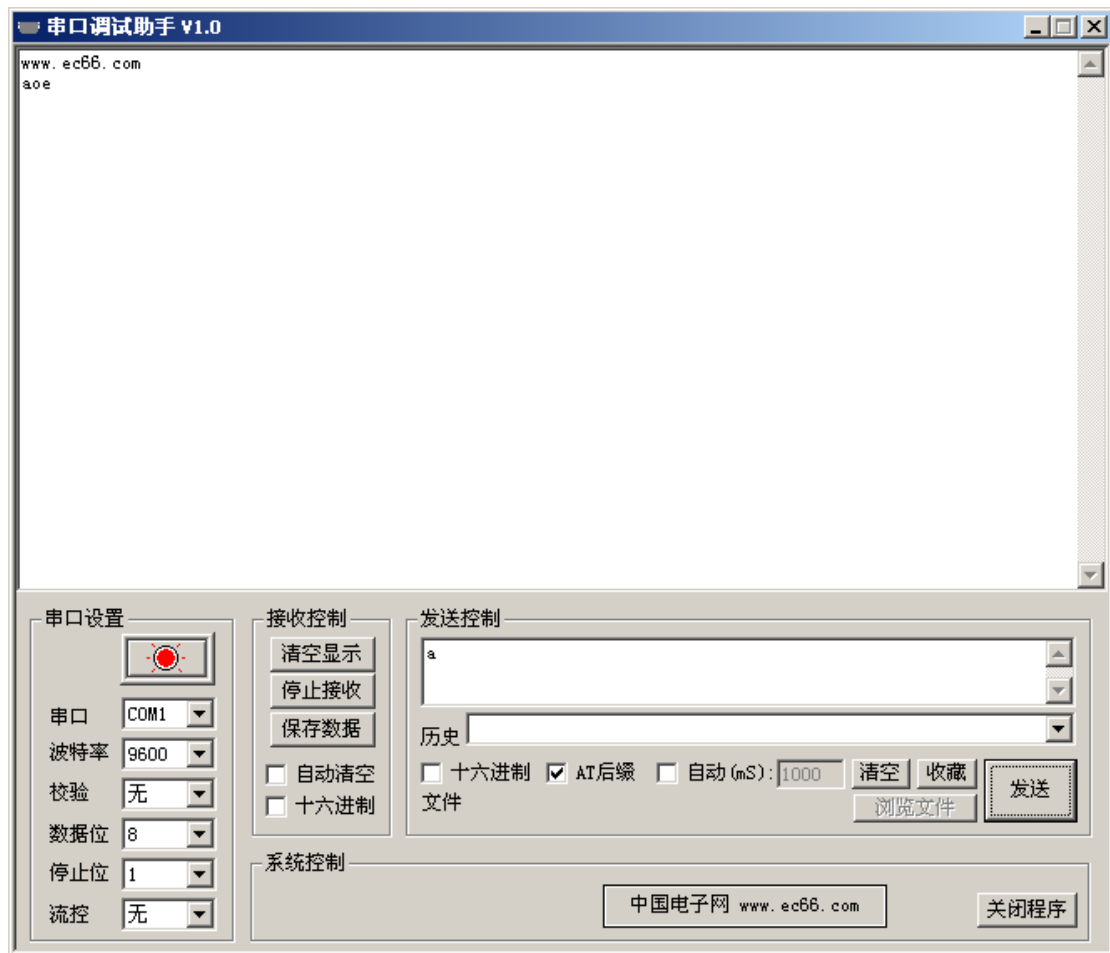 串口调试助手 V1.0
www.ec66.com
aoe
串口设置
串口 COM1
波特率 9600
校验 无
数据位 8
停止位 1
流控 无
接收控制
清空显示
停止接收
保存数据
自动清空
十六进制
发送控制
a
历史
十六进制 AT后缀 自动(mS): 1000 清空 收藏
文件 浏览文件 发送
系统控制
中国电子网 www.ec66.com
关闭程序